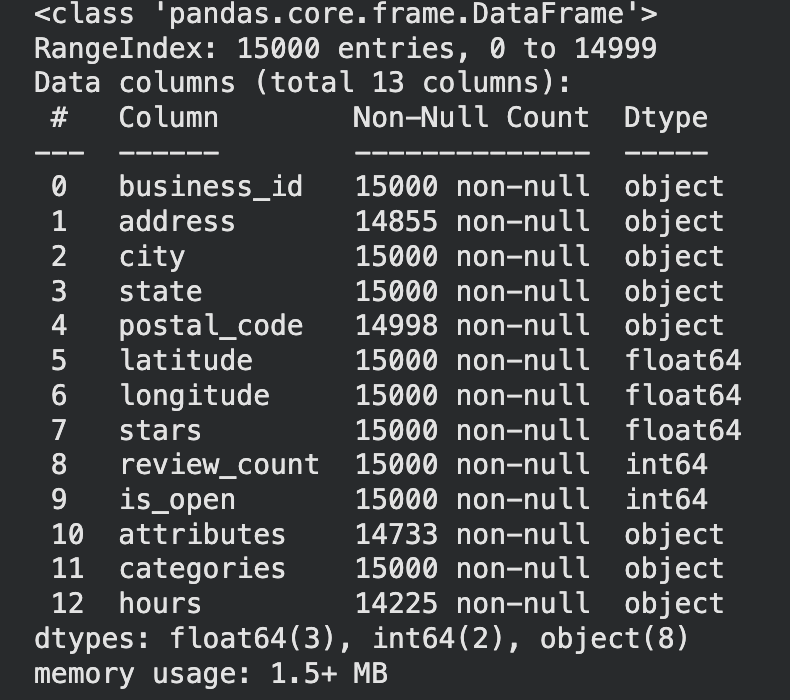 <class 'pandas.core.frame.DataFrame'>
RangeIndex: 15000 entries, 0 to 14999
Data columns (total 13 columns):
 #   Column        Non-Null Count  Dtype
---  ------        --------------  -----
 0   business_id   15000 non-null  object
 1   address       14855 non-null  object
 2   city          15000 non-null  object
 3   state         15000 non-null  object
 4   postal_code   14998 non-null  object
 5   latitude      15000 non-null  float64
 6   longitude     15000 non-null  float64
 7   stars         15000 non-null  float64
 8   review_count  15000 non-null  int64
 9   is_open       15000 non-null  int64
 10  attributes    14733 non-null  object
 11  categories    15000 non-null  object
 12  hours         14225 non-null  object
dtypes: float64(3), int64(2), object(8)
memory usage: 1.5+ MB